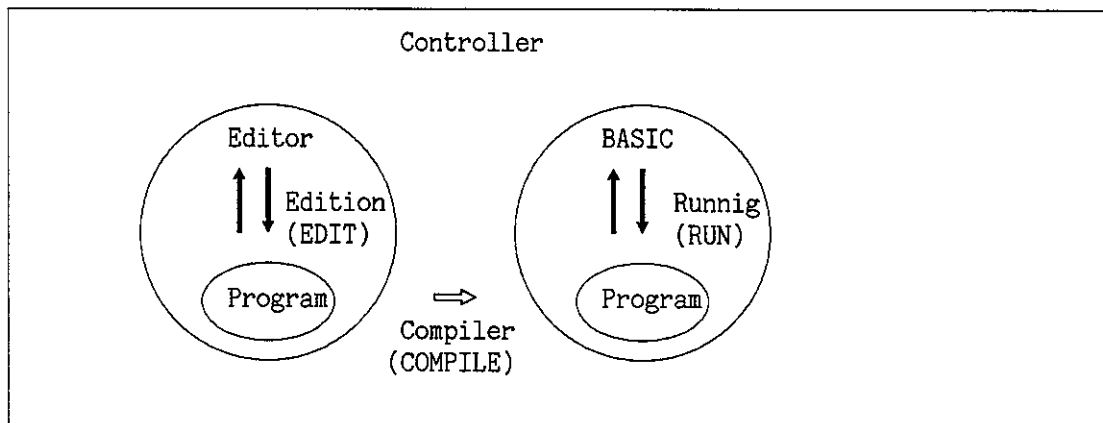 Controller
Editor
Edition
(EDIT)
Program
Compiler
(COMPILE)
BASIC
Runnig
(RUN)
Program